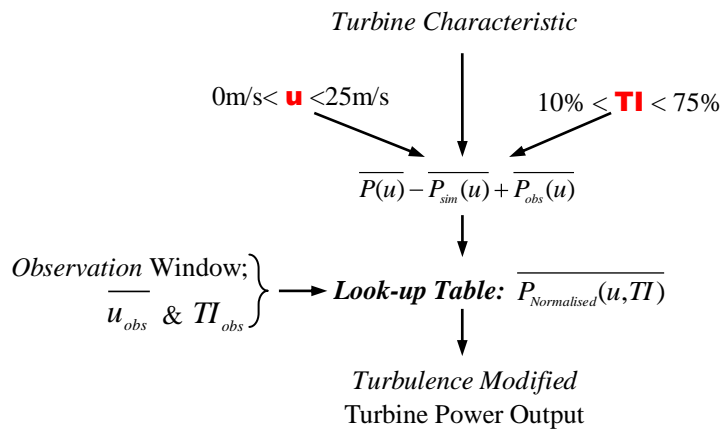 Turbine Characteristic
0m/s< u <25m/s
10% < TI < 75%
P(u) − P_sim(u) + P_obs(u)
Observation Window;
u_obs & TI_obs
Look-up Table: P_Normalised(u,TI)
Turbulence Modified
Turbine Power Output